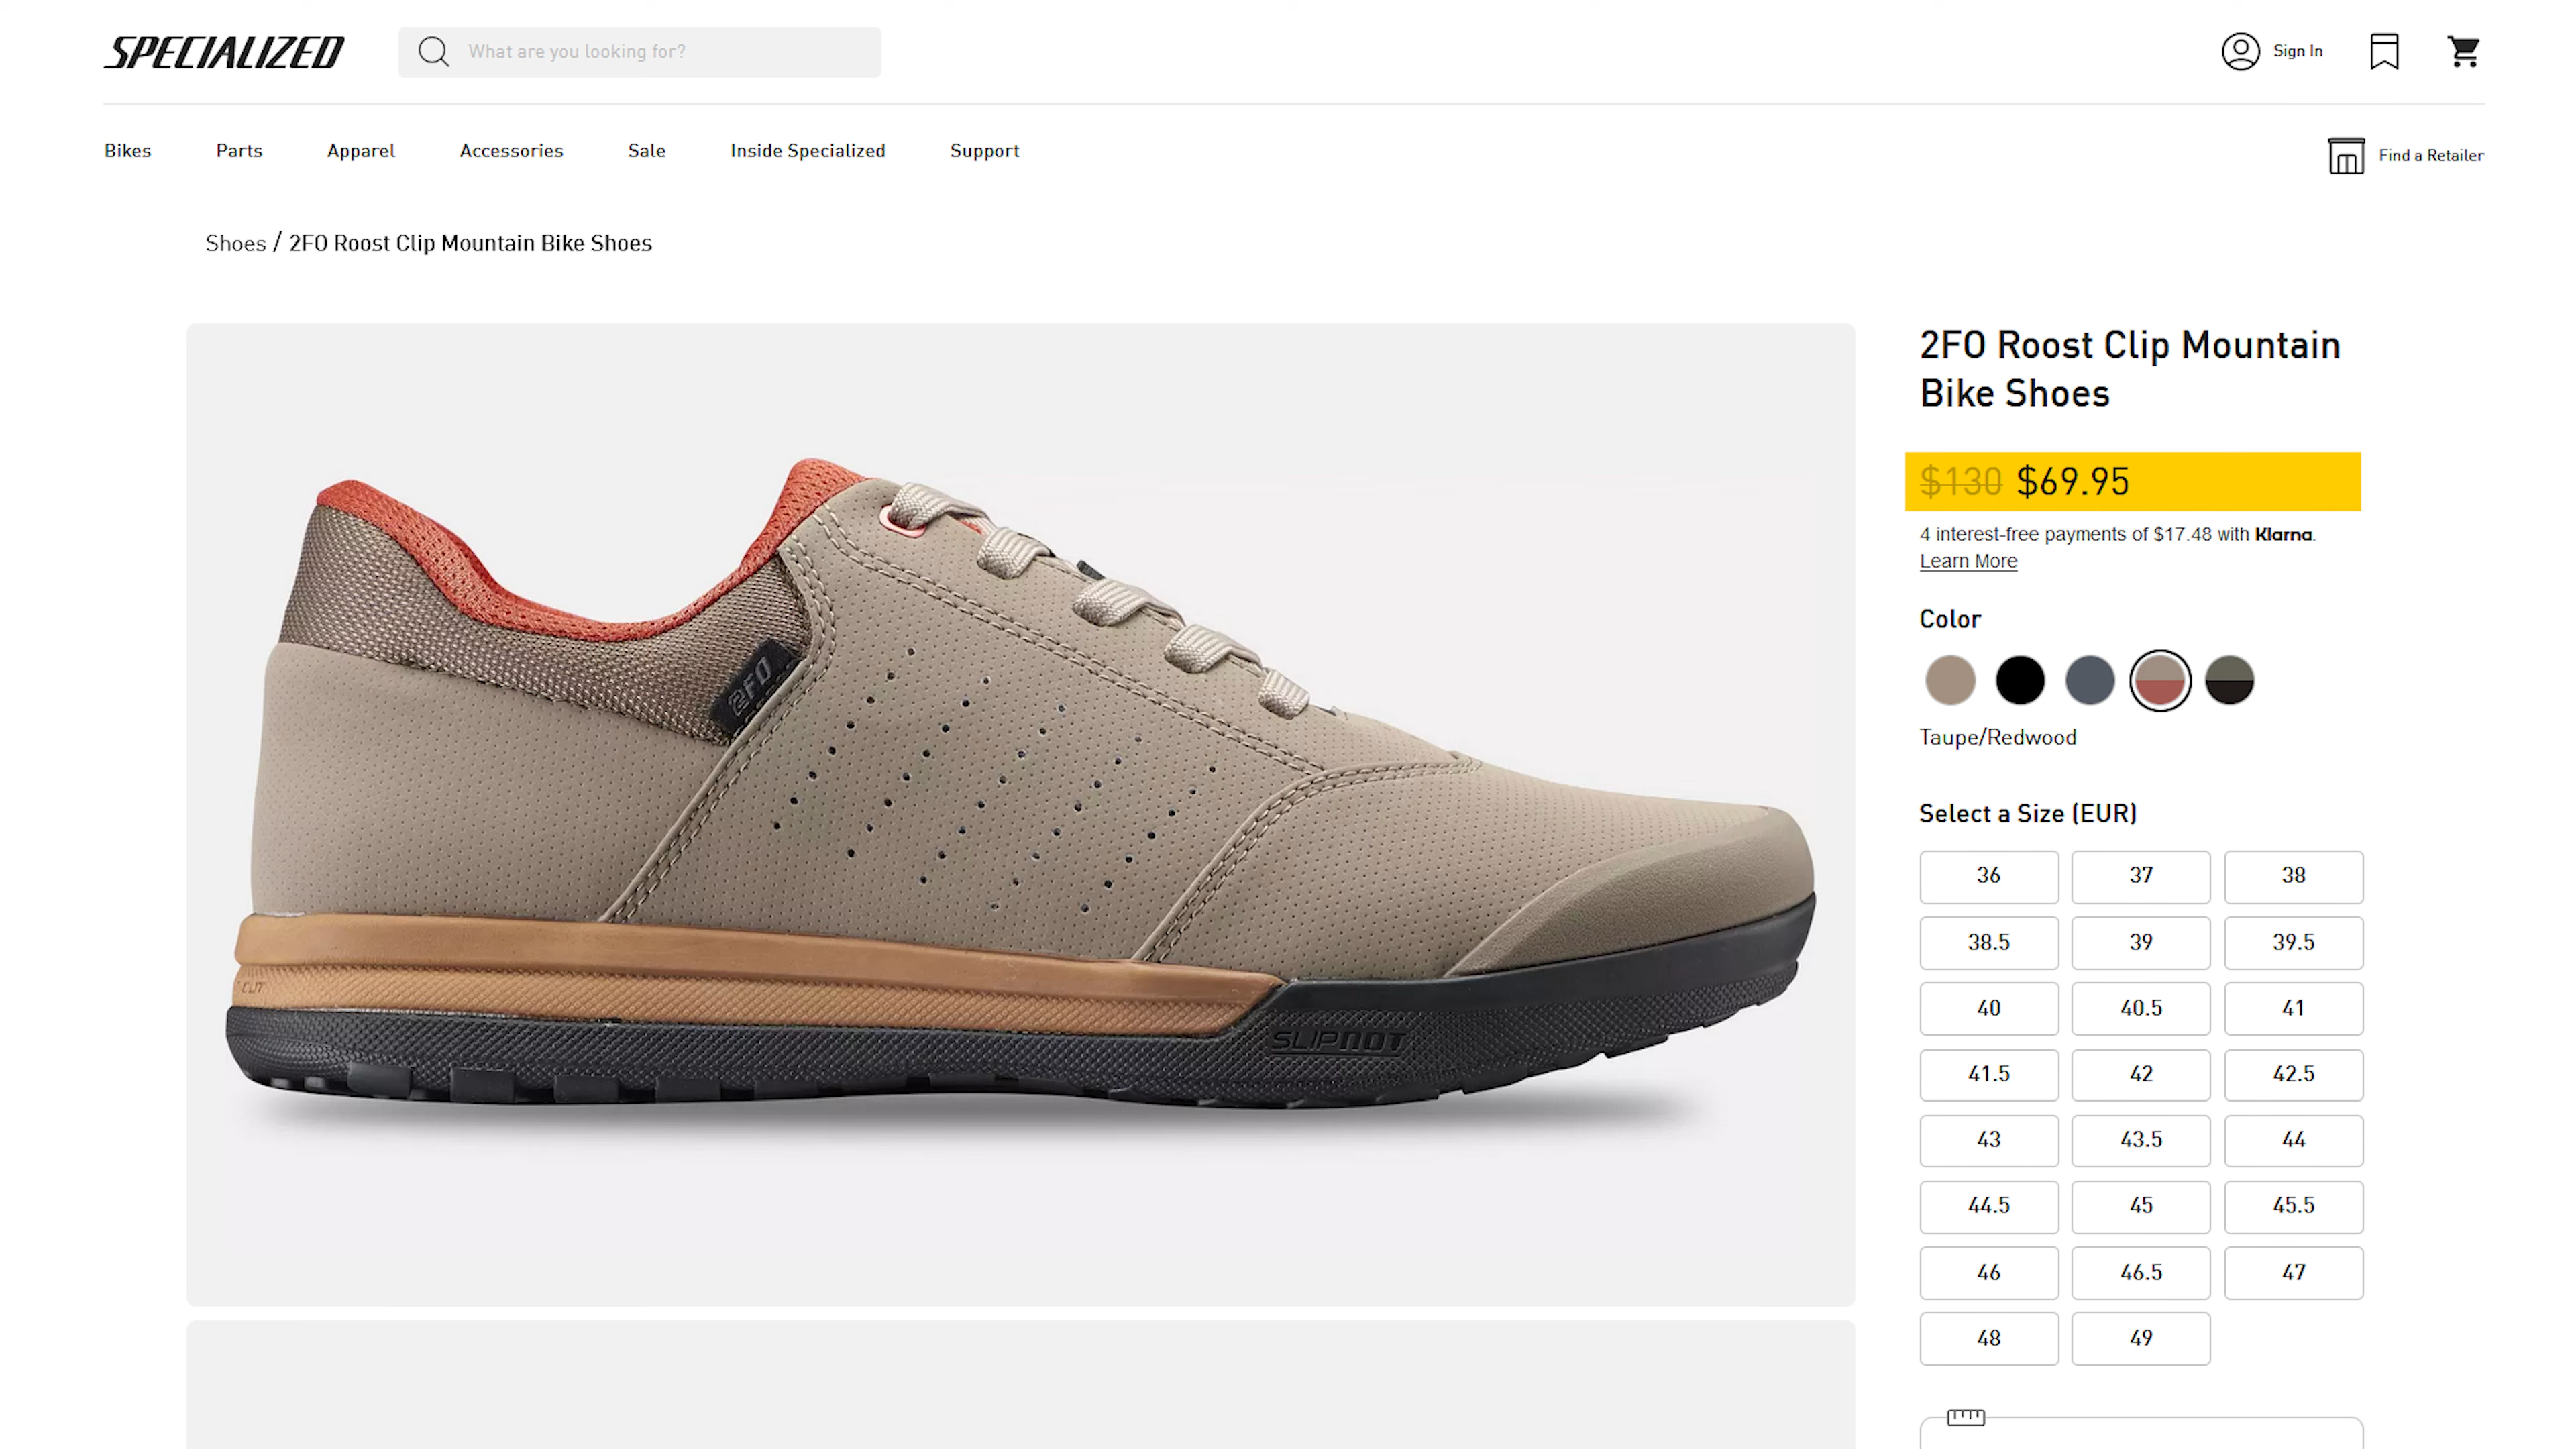 SPECIALIZED
What are you looking for?
Sign In
Bikes
Parts
Apparel
Accessories
Sale
Inside Specialized
Support
Find a Retailer
Shoes / 2FO Roost Clip Mountain Bike Shoes
2FO
SLIPNOT
2FO Roost Clip Mountain
Bike Shoes
$130 $69.95
4 interest-free payments of $17.48 with Klarna.
Learn More
Color
Taupe/Redwood
Select a Size (EUR)
36 37 38
38.5 39 39.5
40 40.5 41
41.5 42 42.5
43 43.5 44
44.5 45 45.5
46 46.5 47
48 49